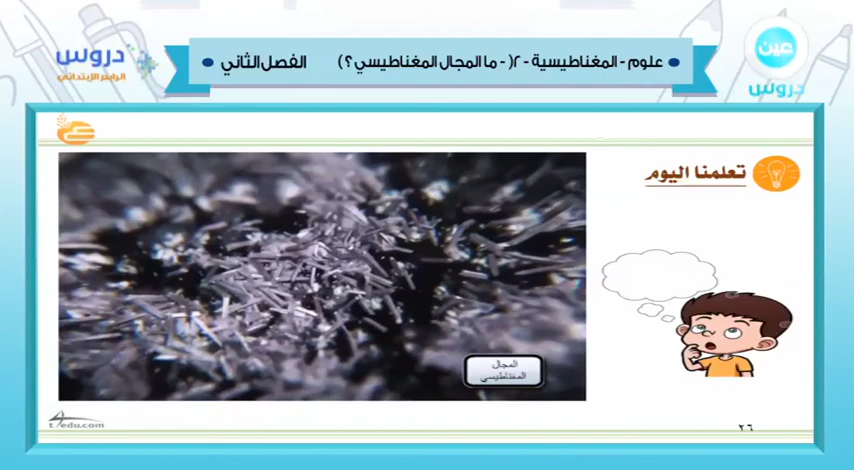 عين
دروس
علوم - المغناطيسية - ٢( - ما المجال المغناطيسي ؟) الفصل الثاني
دروس
الرابع الإبتدائي
تعلمنا اليوم
المجال
المغناطيسي
t4edu.com
٢٦